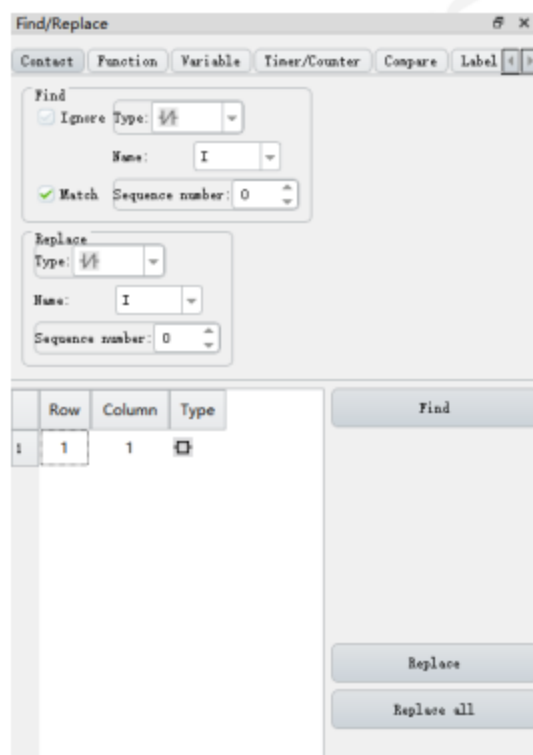 Find/Replace
Contact Function Variable Timer/Counter Compare Label
Find
Ignore Type:
Name: I
Match Sequence number: 0
Replace
Type:
Name: I
Sequence number: 0
Row Column Type
1 1 1
Find
Replace
Replace all